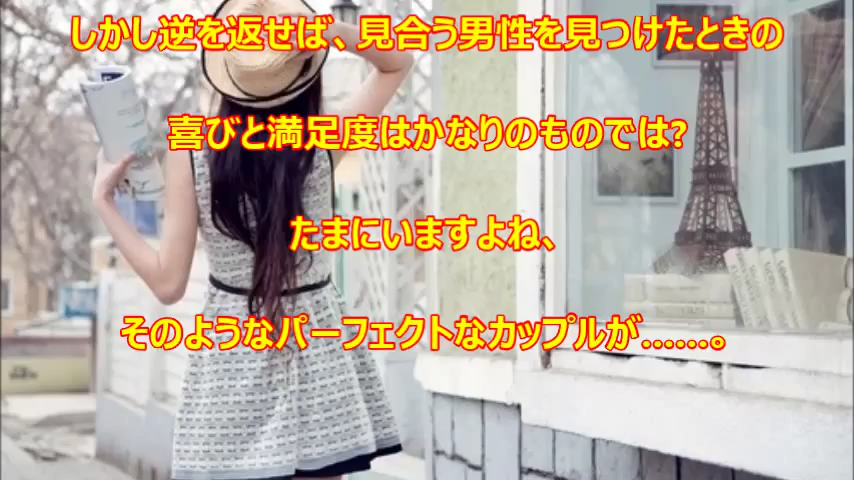 しかし逆を返せば、見合う男性を見つけたときの
喜びと満足度はかなりのものでは?
たまにいますよね、
そのようなパーフェクトなカップルが……。